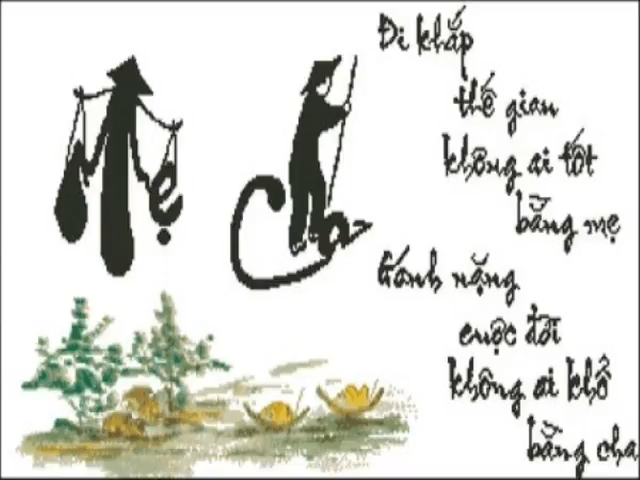 Mẹ Cha
Đi khắp
thế gian
không ai tốt
bằng mẹ
Gánh nặng
cuộc đời
không ai khổ
bằng cha